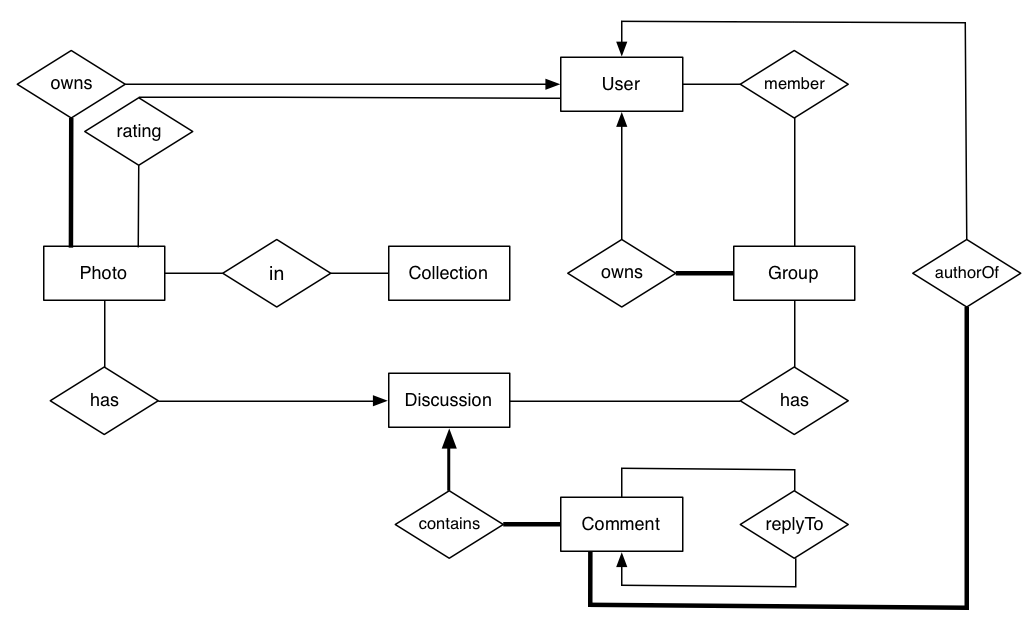 owns
User
member
rating
Photo
in
Collection
owns
Group
authorOf
has
Discussion
has
contains
Comment
replyTo